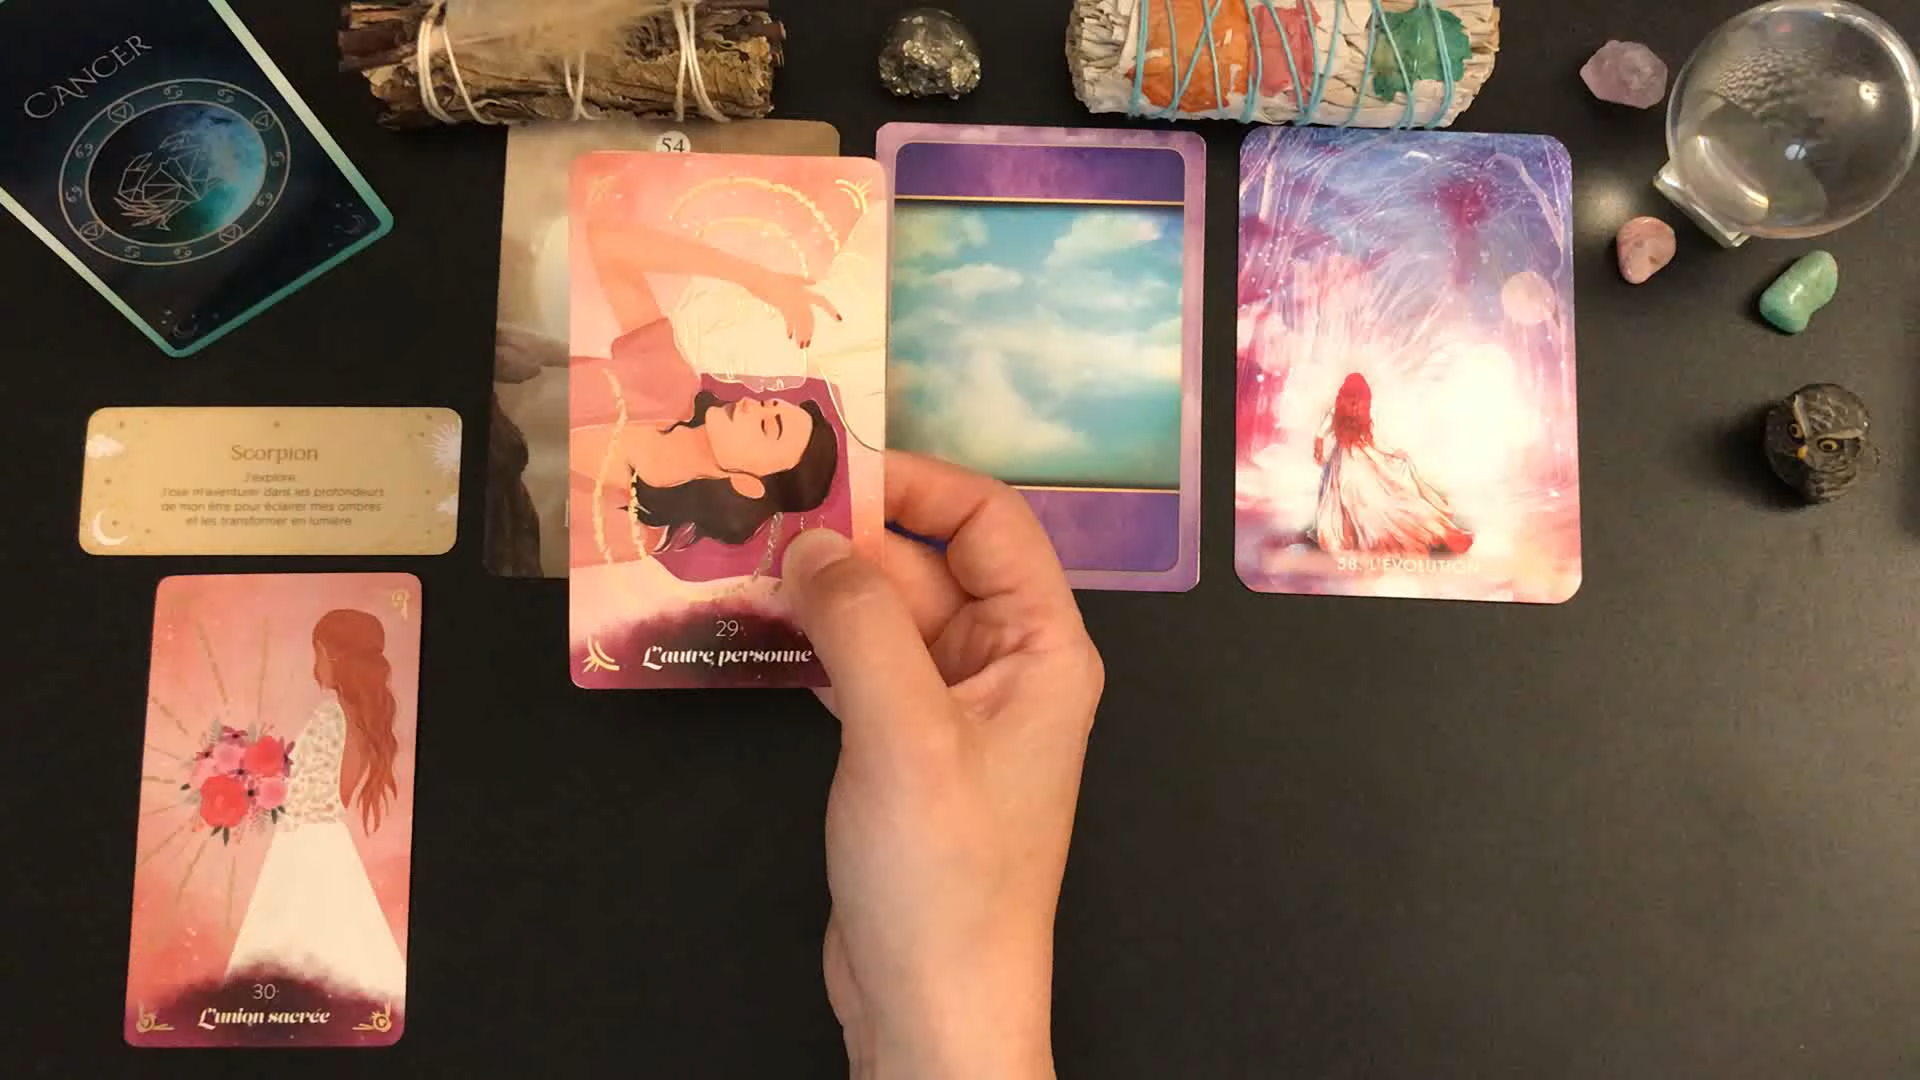 CANCER
54
Scorpion
J'explore.
J'ose m'aventurer dans les profondeurs
de mon être pour éclairer mes ombres
et les transformer en lumière
29
L'autre personne
58. L'ÉVOLUTION
30
L'union sacrée